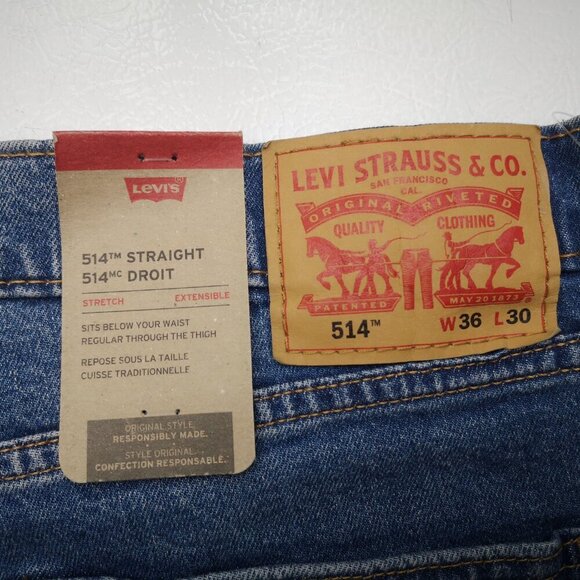 LEVI'S®
514™ STRAIGHT
514MC DROIT
STRETCH EXTENSIBLE
SITS BELOW YOUR WAIST
REGULAR THROUGH THE THIGH
REPOSE SOUS LA TAILLE
CUISSE TRADITIONNELLE
ORIGINAL STYLE,
RESPONSIBLY MADE.
STYLE ORIGINAL,
CONFECTION RESPONSABLE.
LEVI STRAUSS & CO.
SAN FRANCISCO
CAL.
ORIGINAL RIVETED
QUALITY CLOTHING
PATENTED MAY 20 1873 ®
514™ W36 L30